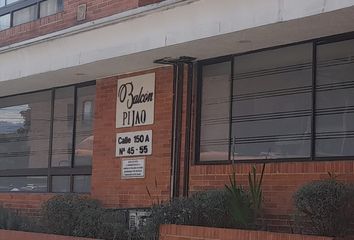 Balcón
PIJAO
Calle 150 A
Nº 45 - 55